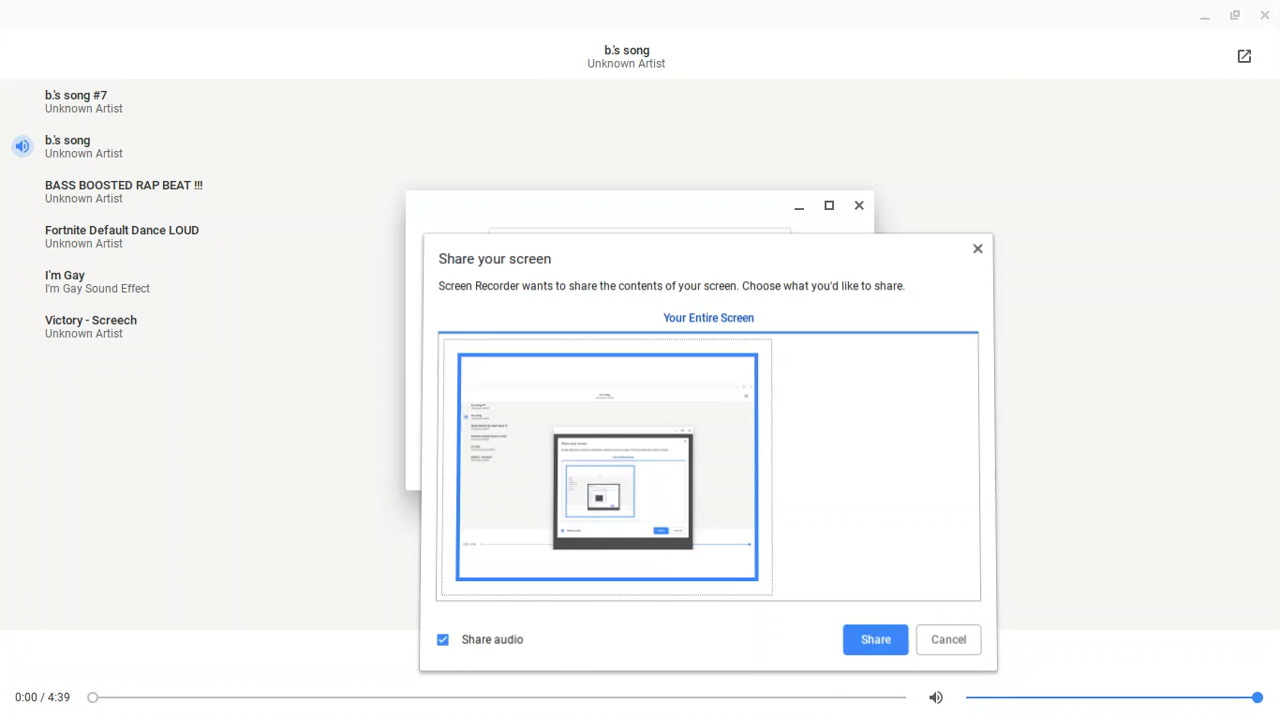 b.'s song
Unknown Artist
b.'s song #7
Unknown Artist
b.'s song
Unknown Artist
BASS BOOSTED RAP BEAT !!!
Unknown Artist
Fortnite Default Dance LOUD
Unknown Artist
I'm Gay
I'm Gay Sound Effect
Victory - Screech
Unknown Artist
Share your screen
Screen Recorder wants to share the contents of your screen. Choose what you'd like to share.
Your Entire Screen
Share audio
Share
Cancel
0:00 / 4:39